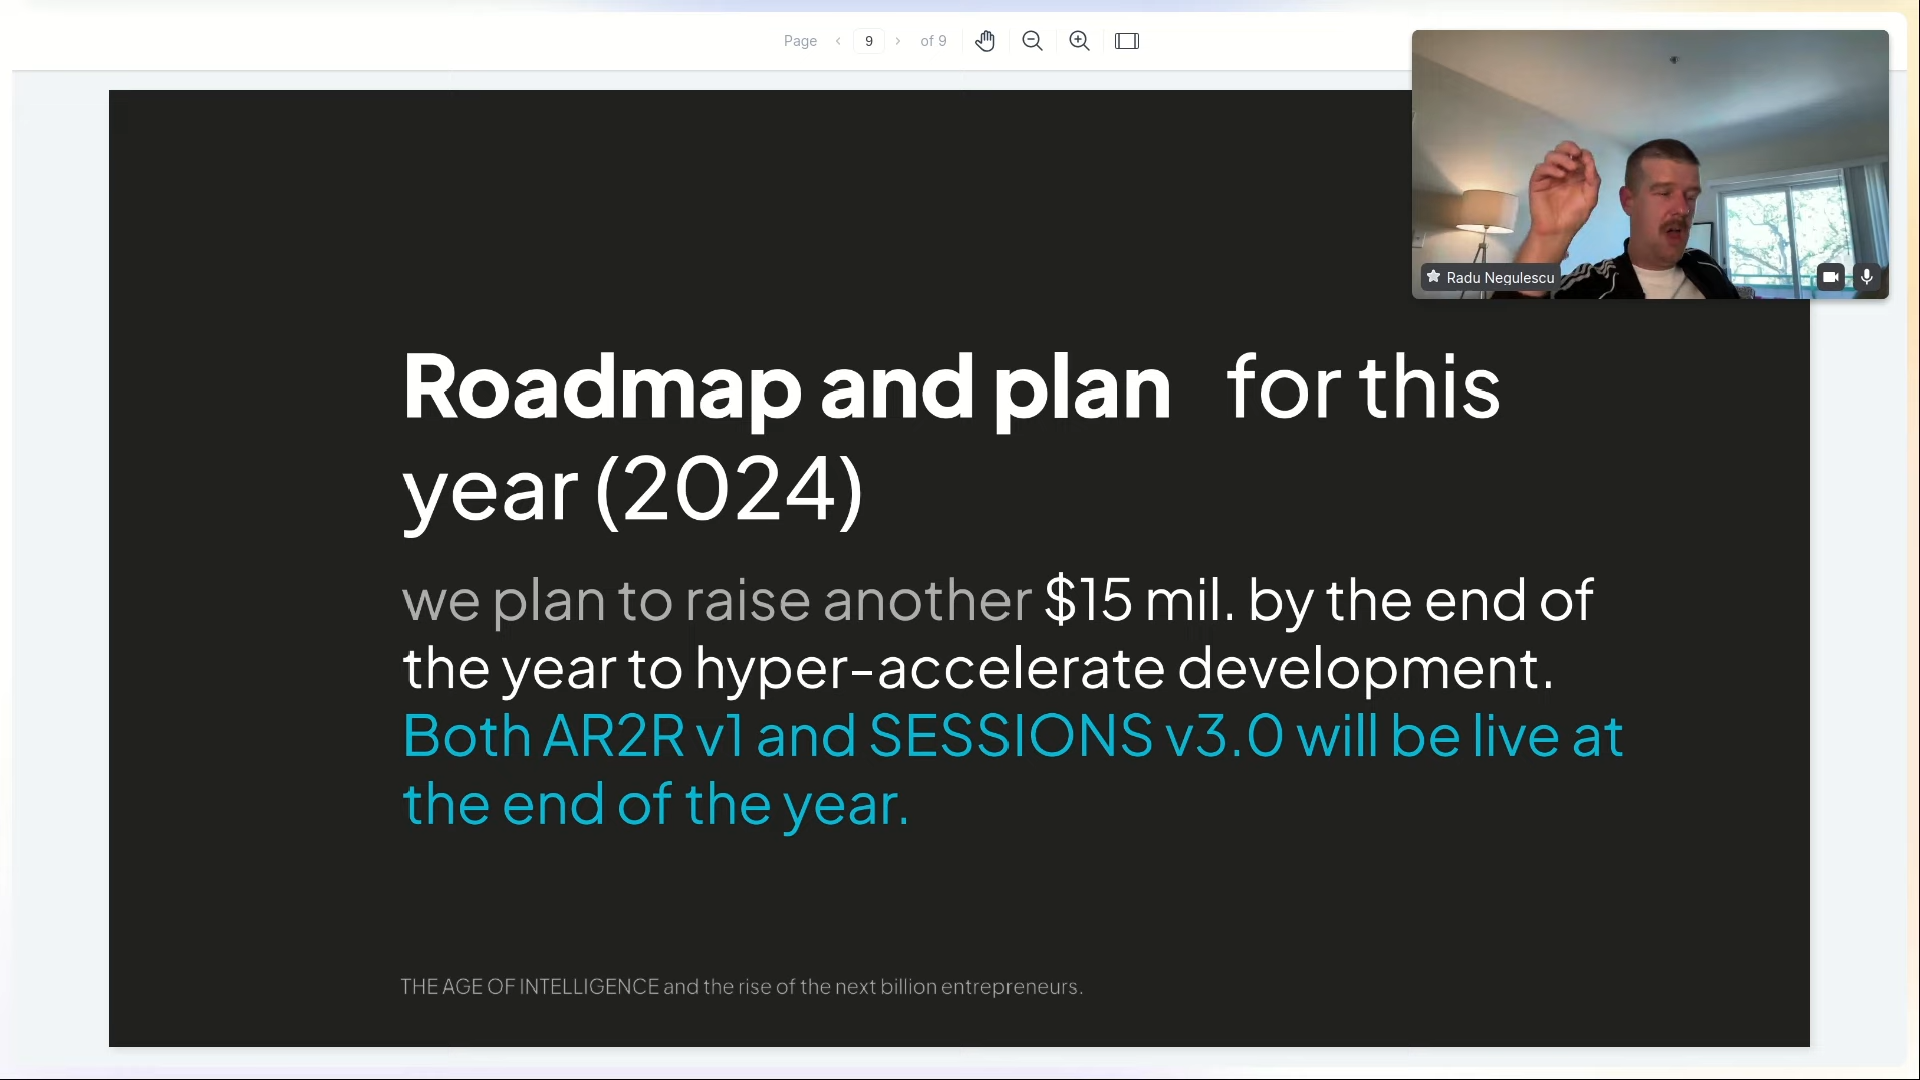 Page 9 of 9
Radu Negulescu
Roadmap and plan for this
year (2024)
we plan to raise another $15 mil. by the end of
the year to hyper-accelerate development.
Both AR2R v1 and SESSIONS v3.0 will be live at
the end of the year.
THE AGE OF INTELLIGENCE and the rise of the next billion entrepreneurs.